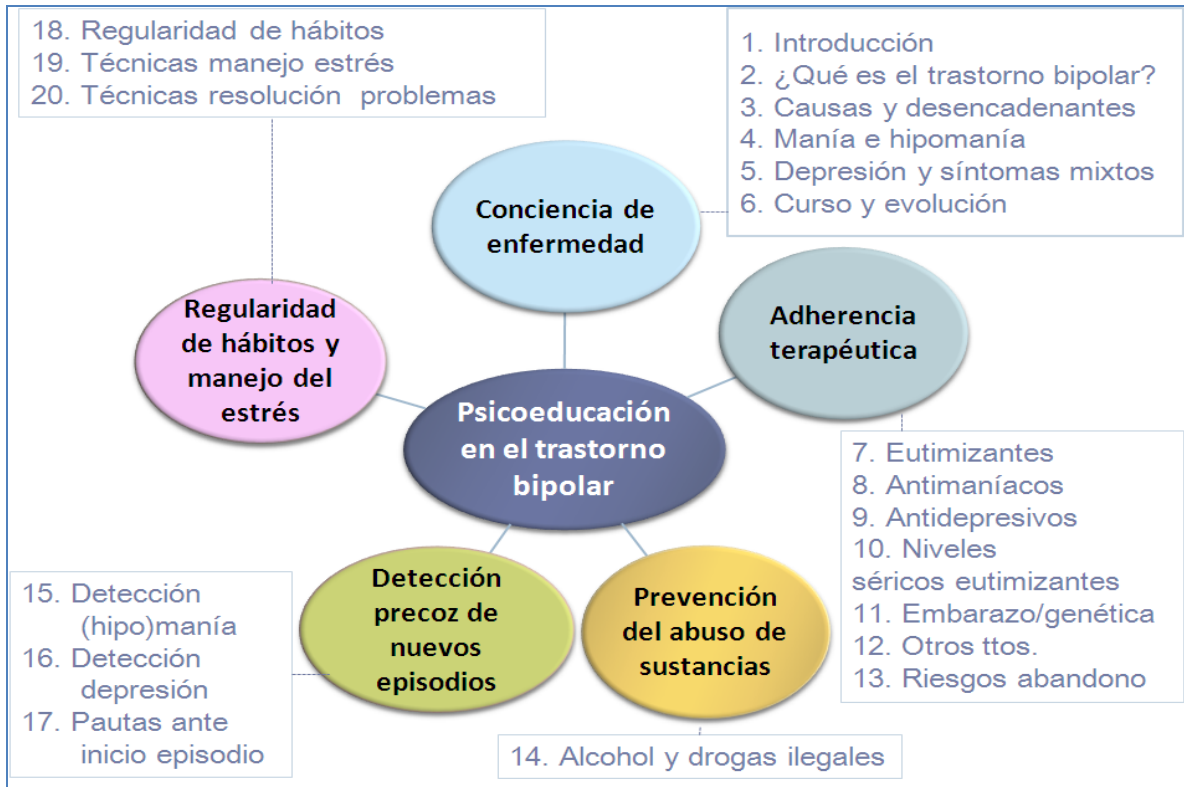 18. Regularidad de hábitos
19. Técnicas manejo estrés
20. Técnicas resolución problemas
1. Introducción
2. ¿Qué es el trastorno bipolar?
3. Causas y desencadenantes
4. Manía e hipomanía
5. Depresión y síntomas mixtos
6. Curso y evolución
Conciencia de
enfermedad
Regularidad
de hábitos y
manejo del
estrés
Adherencia
terapéutica
Psicoeducación
en el trastorno
bipolar
7. Eutimizantes
8. Antimaníacos
9. Antidepresivos
10. Niveles
séricos eutimizantes
11. Embarazo/genética
12. Otros ttos.
13. Riesgos abandono
Detección
precoz de
nuevos
episodios
Prevención
del abuso de
sustancias
15. Detección
(hipo)manía
16. Detección
depresión
17. Pautas ante
inicio episodio
14. Alcohol y drogas ilegales